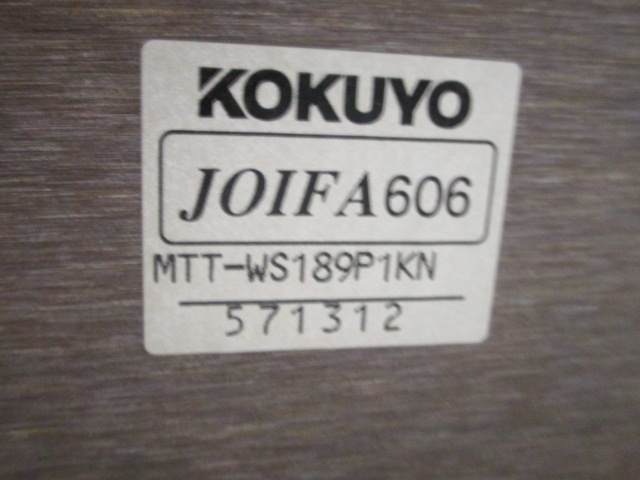 KOKUYO
JOIFA606
MTT-WS189P1KN
571312